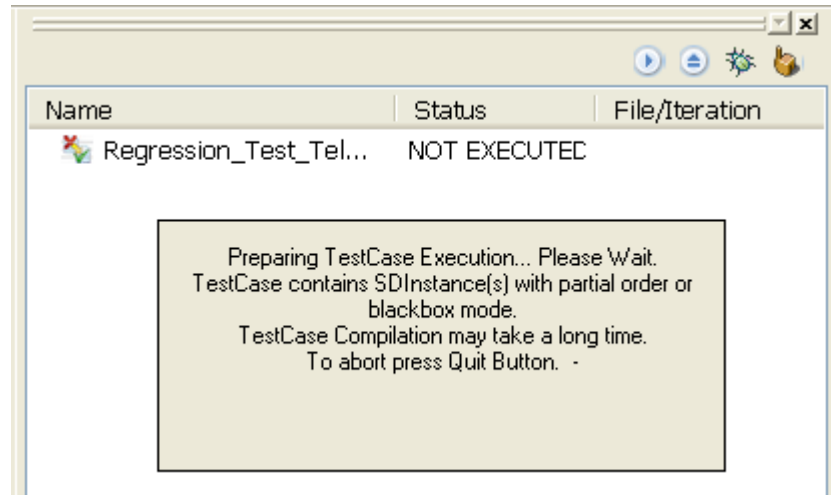 Name Status File/Iteration
Regression_Test_Tel... NOT EXECUTED
Preparing TestCase Execution... Please Wait.
TestCase contains SDInstance(s) with partial order or
blackbox mode.
TestCase Compilation may take a long time.
To abort press Quit Button. -